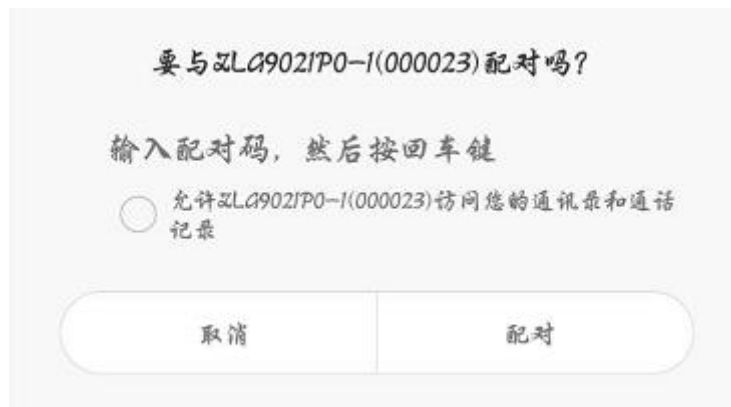 要与ZLG9021P0-1(000023)配对吗?
输入配对码, 然后按回车键
允许ZLG9021P0-1(000023)访问您的通讯录和通话
记录
取消
配对